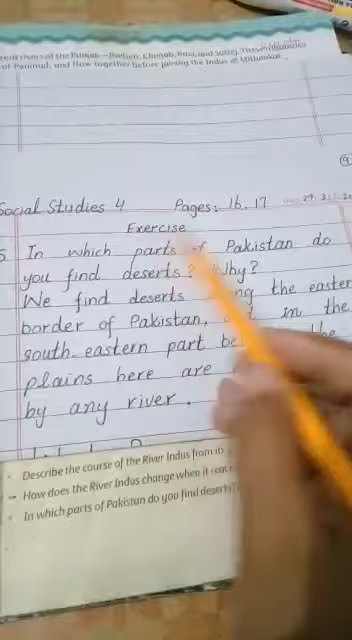 rivers of the Punjab – Jhelum, Chenab, Ravi, and Sutlej. These
of Panjnad, and flow together before joining the Indus at Mithankot.
Social Studies 4 Pages: 16, 17
Exercise
In which parts of Pakistan do
you find deserts? Why?
We find deserts the
border of Pakistan, in the
south eastern part
plains here are
by any river.
Describe the course of the River Indus from its
How does the River Indus change when it
In which parts of Pakistan do you find deserts?